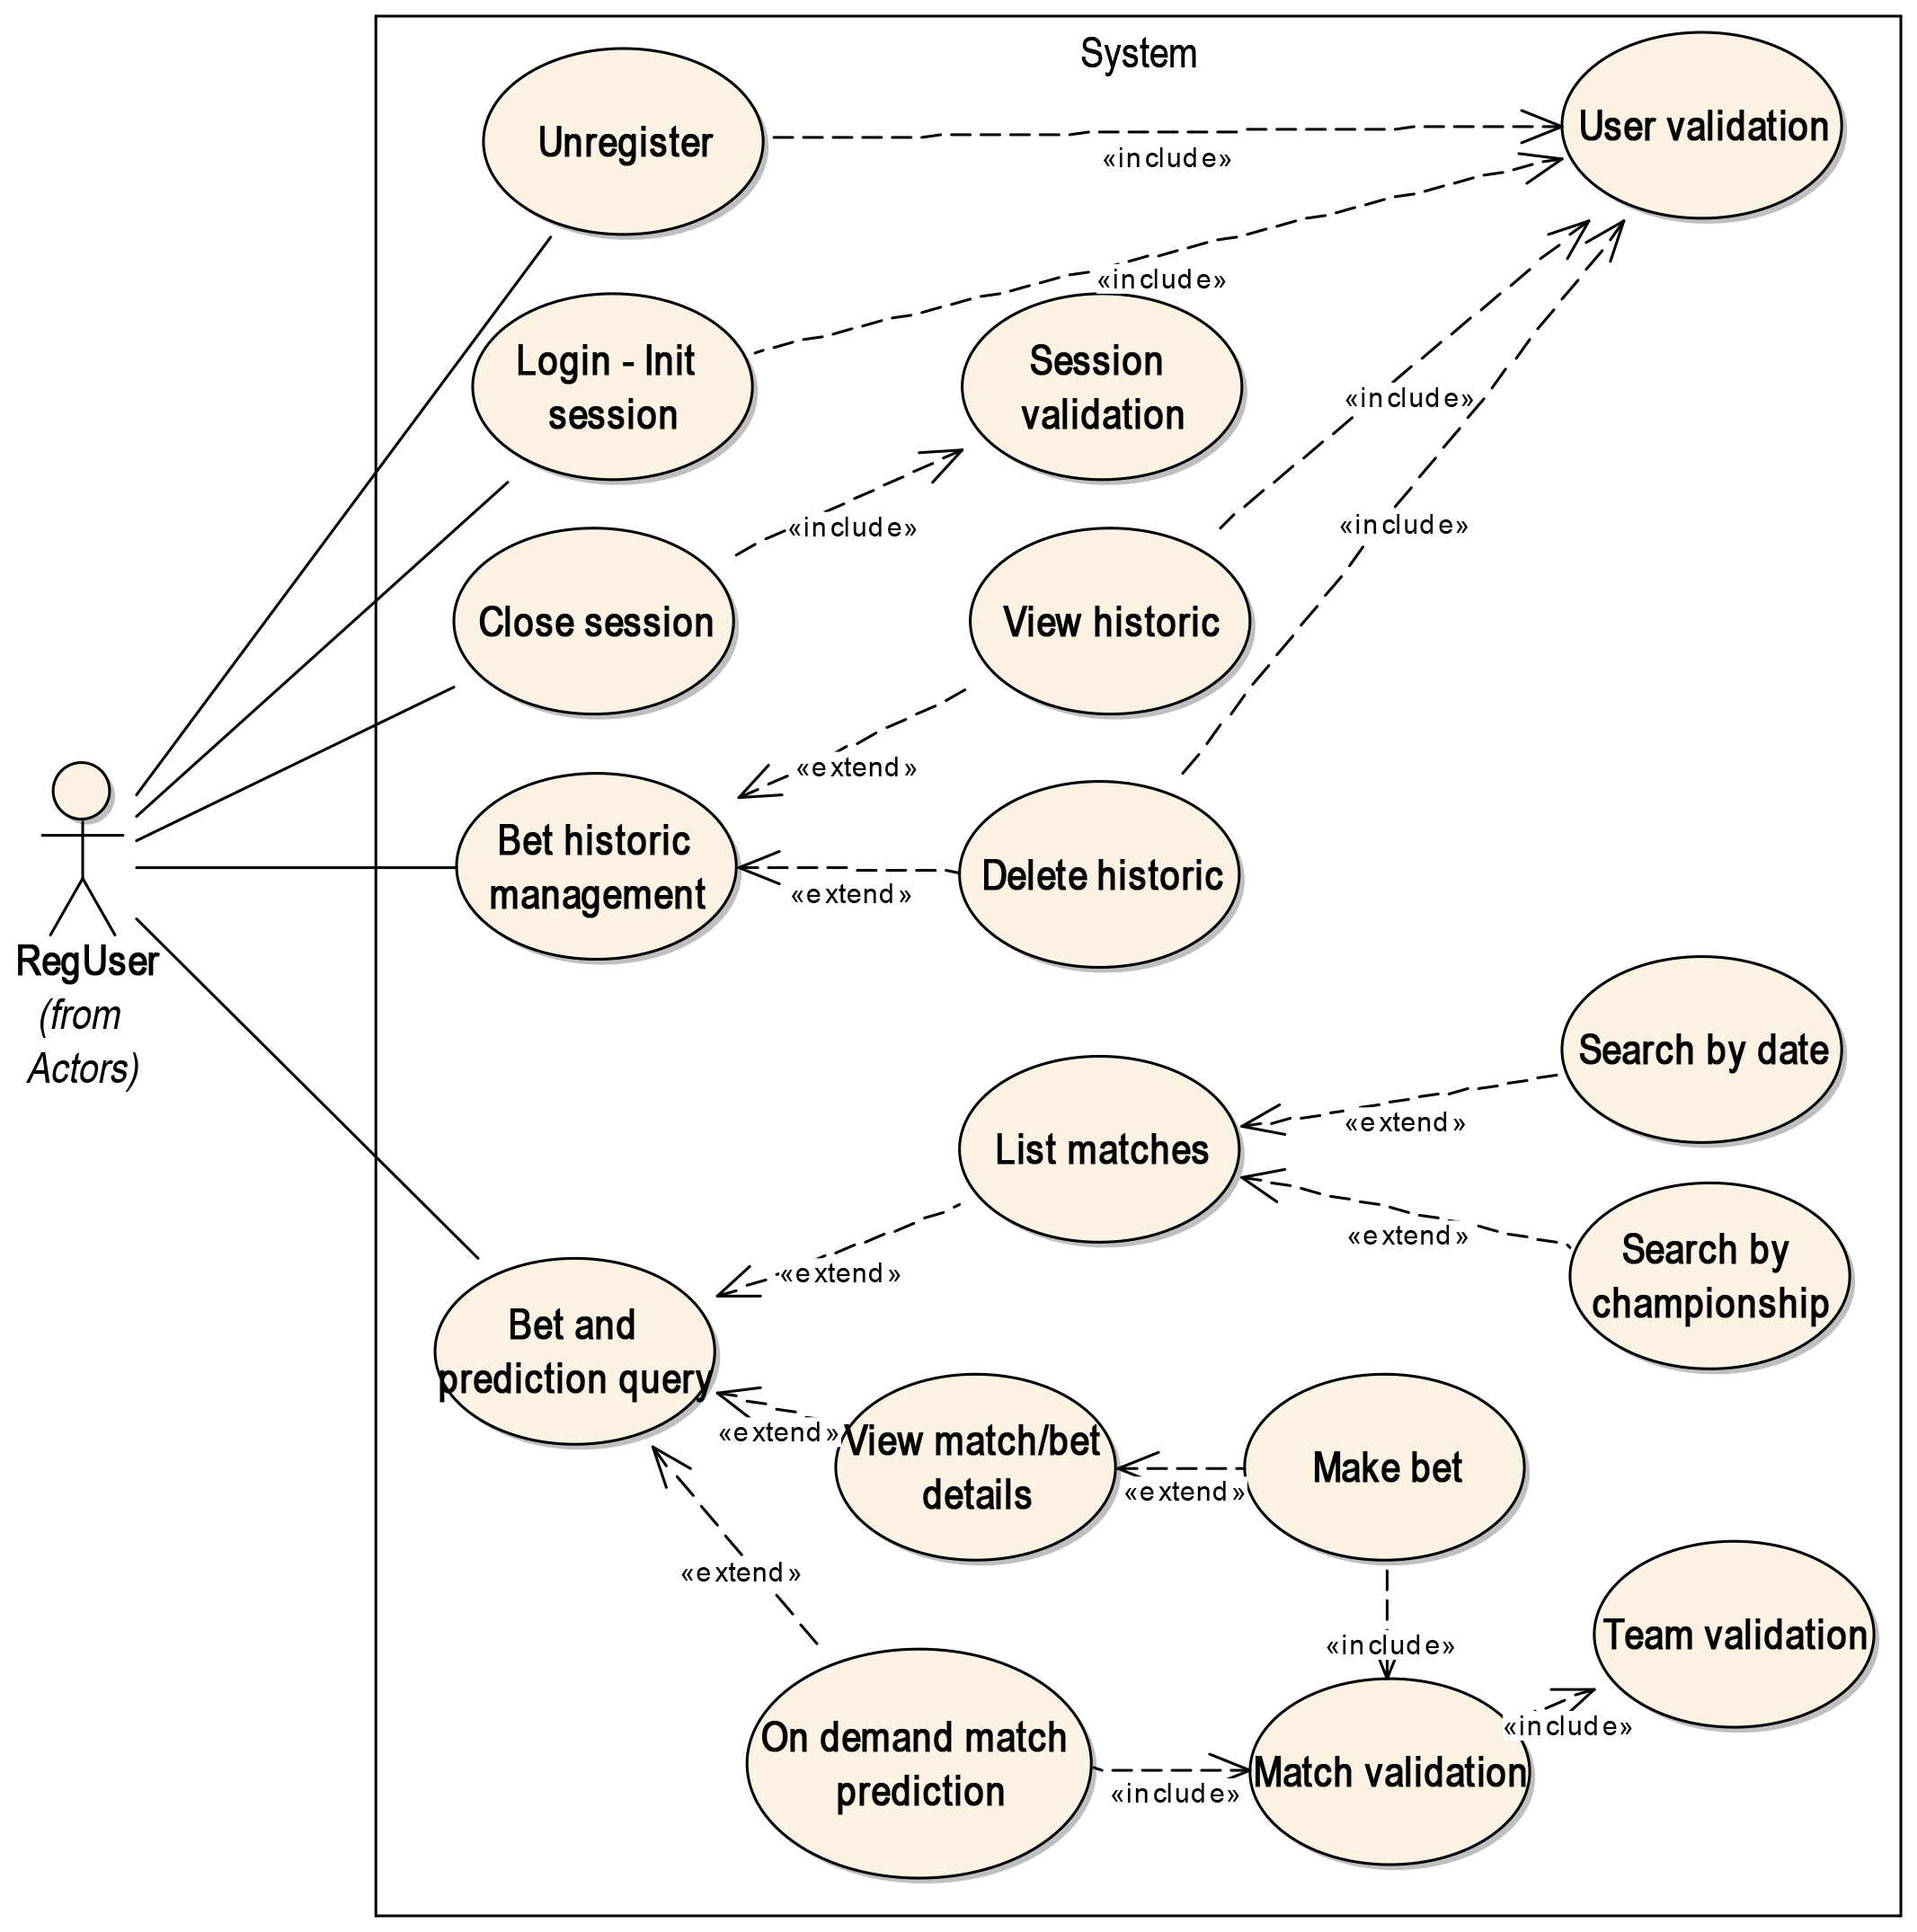 System
Unregister
User validation
«include»
«include»
Login - Init
session
Session
validation
«include»
«include»
«include»
Close session
View historic
«extend»
Bet historic
management
Delete historic
«extend»
RegUser
(from
Actors)
Search by date
List matches
«extend»
«extend»
Search by
championship
«extend»
Bet and
prediction query
«extend»
View match/bet
details
Make bet
«extend»
«extend»
Team validation
«include»
On demand match
prediction
«include»
Match validation
«include»